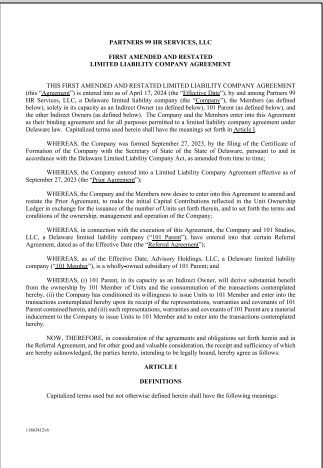 PARTNERS 99 HR SERVICES, LLC
FIRST AMENDED AND RESTATED
LIMITED LIABILITY COMPANY AGREEMENT
THIS FIRST AMENDED AND RESTATED LIMITED LIABILITY COMPANY AGREEMENT
(this "Agreement") is entered into as of April 17, 2024 (the "Effective Date"), by and among Partners 99
HR Services, LLC, a Delaware limited liability company (the "Company"), the Members (as defined
below), solely in its capacity as an Indirect Owner (as defined below), 101 Parent (as defined below), and
the other Indirect Owners (as defined below). The Company and the Members enter into this Agreement as
their binding agreement and for all purposes permitted to a limited liability company agreement under
Delaware law. Capitalized terms used herein shall have the meanings set forth in Article I.
WHEREAS, the Company was formed September 27, 2023, by the filing of the Certificate of
Formation of the Company with the Secretary of State of the State of Delaware, pursuant to and in
accordance with the Delaware Limited Liability Company Act, as amended from time to time;
WHEREAS, the Company entered into a Limited Liability Company Agreement effective as of
September 27, 2023 (the "Prior Agreement");
WHEREAS, the Company and the Members now desire to enter into this Agreement to amend and
restate the Prior Agreement, to make the initial Capital Contributions reflected in the Unit Ownership
Ledger in exchange for the issuance of the number of Units set forth therein, and to set forth the terms and
conditions of the ownership, management and operation of the Company;
WHEREAS, in connection with the execution of this Agreement, the Company and 101 Studios,
LLC, a Delaware limited liability company ("101 Parent"), have entered into that certain Referral
Agreement, dated as of the Effective Date (the "Referral Agreement");
WHEREAS, as of the Effective Date, Advisory Holdings, LLC, a Delaware limited liability
company ("101 Member"), is a wholly-owned subsidiary of 101 Parent; and
WHEREAS, (i) 101 Parent, in its capacity as an Indirect Owner, will derive substantial benefit
from the ownership by 101 Member of Units and the consummation of the transactions contemplated
hereby, (ii) the Company has conditioned its willingness to issue Units to 101 Member and enter into the
transactions contemplated hereby upon in receipt of the representations, warranties and covenants of 101
Parent contained herein, and (iii) such representations, warranties and covenants of 101 Parent are a material
inducement to the Company to issue Units to 101 Member and to enter into the transactions contemplated
hereby.
NOW, THEREFORE, in consideration of the agreements and obligations set forth herein and in
the Referral Agreement, and for other good and valuable consideration, the receipt and sufficiency of which
are hereby acknowledged, the parties hereto, intending to be legally bound, hereby agree as follows:
ARTICLE I
DEFINITIONS
Capitalized terms used but not otherwise defined herein shall have the following meanings:
11863412v6